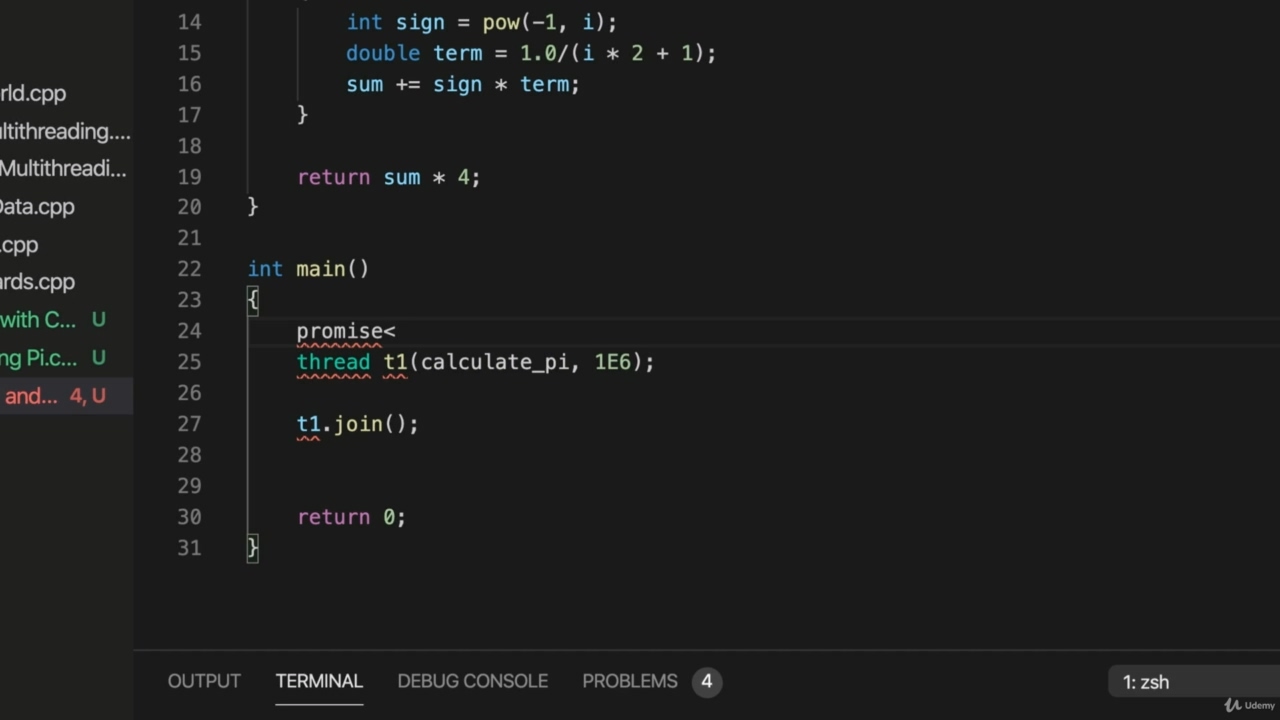 14 int sign = pow(-1, i);
15 double term = 1.0/(i * 2 + 1);
16 sum += sign * term;
17 }
18
19 return sum * 4;
20 }
21
22 int main()
23 {
24 promise<
25 thread t1(calculate_pi, 1E6);
26
27 t1.join();
28
29
30 return 0;
31 }
rld.cpp
ltithreading....
Multithreadi...
Data.cpp
.cpp
ards.cpp
with C... U
ng Pi.c... U
and... 4, U
OUTPUT TERMINAL DEBUG CONSOLE PROBLEMS 4 1: zsh
Udemy